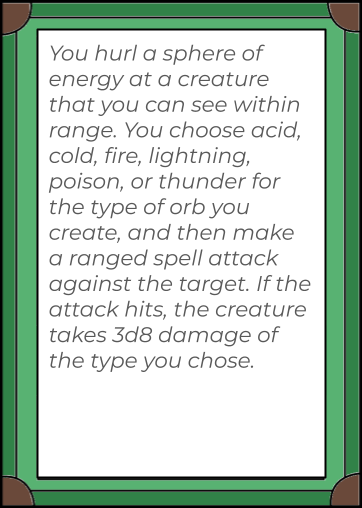 You hurl a sphere of
energy at a creature
that you can see within
range. You choose acid,
cold, fire, lightning,
poison, or thunder for
the type of orb you
create, and then make
a ranged spell attack
against the target. If the
attack hits, the creature
takes 3d8 damage of
the type you chose.